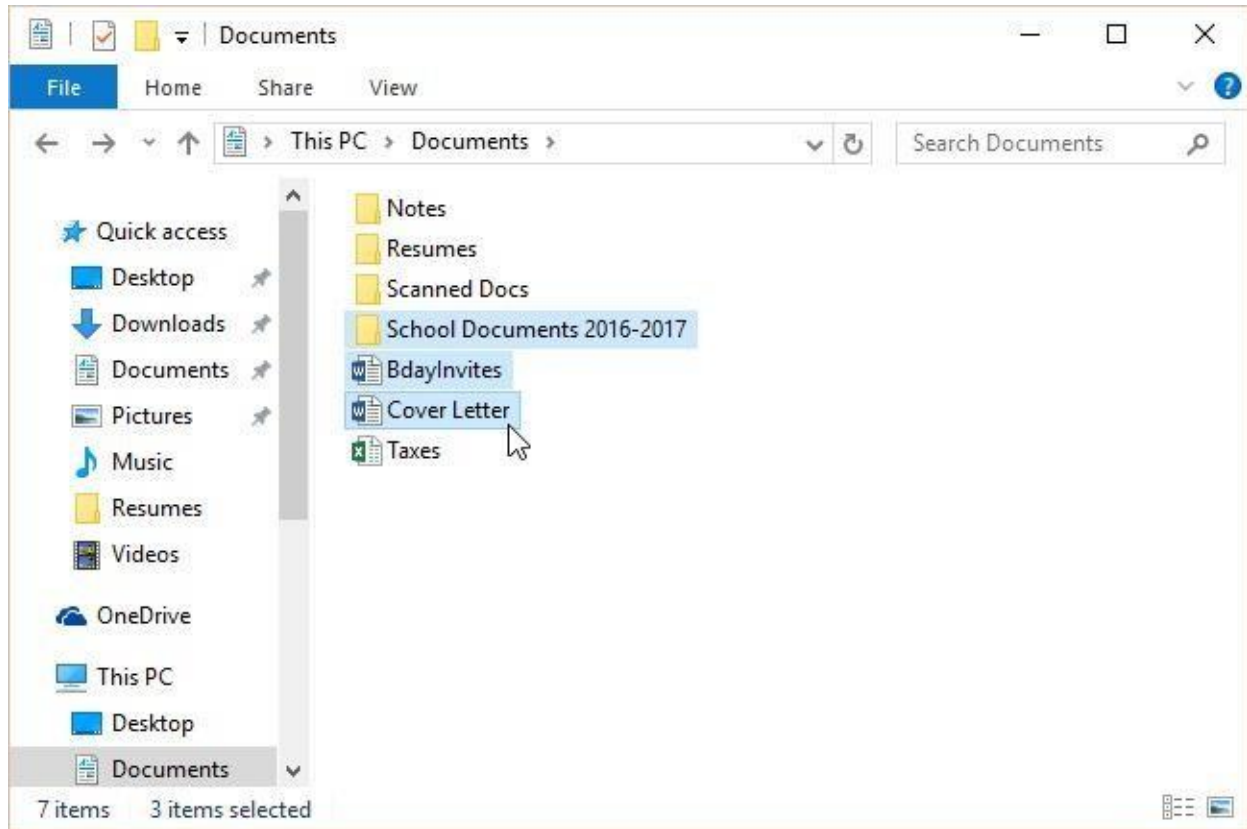 Documents
File Home Share View
This PC > Documents >
Search Documents
Quick access
Desktop
Downloads
Documents
Pictures
Music
Resumes
Videos
OneDrive
This PC
Desktop
Documents
Notes
Resumes
Scanned Docs
School Documents 2016-2017
BdayInvites
Cover Letter
Taxes
7 items 3 items selected